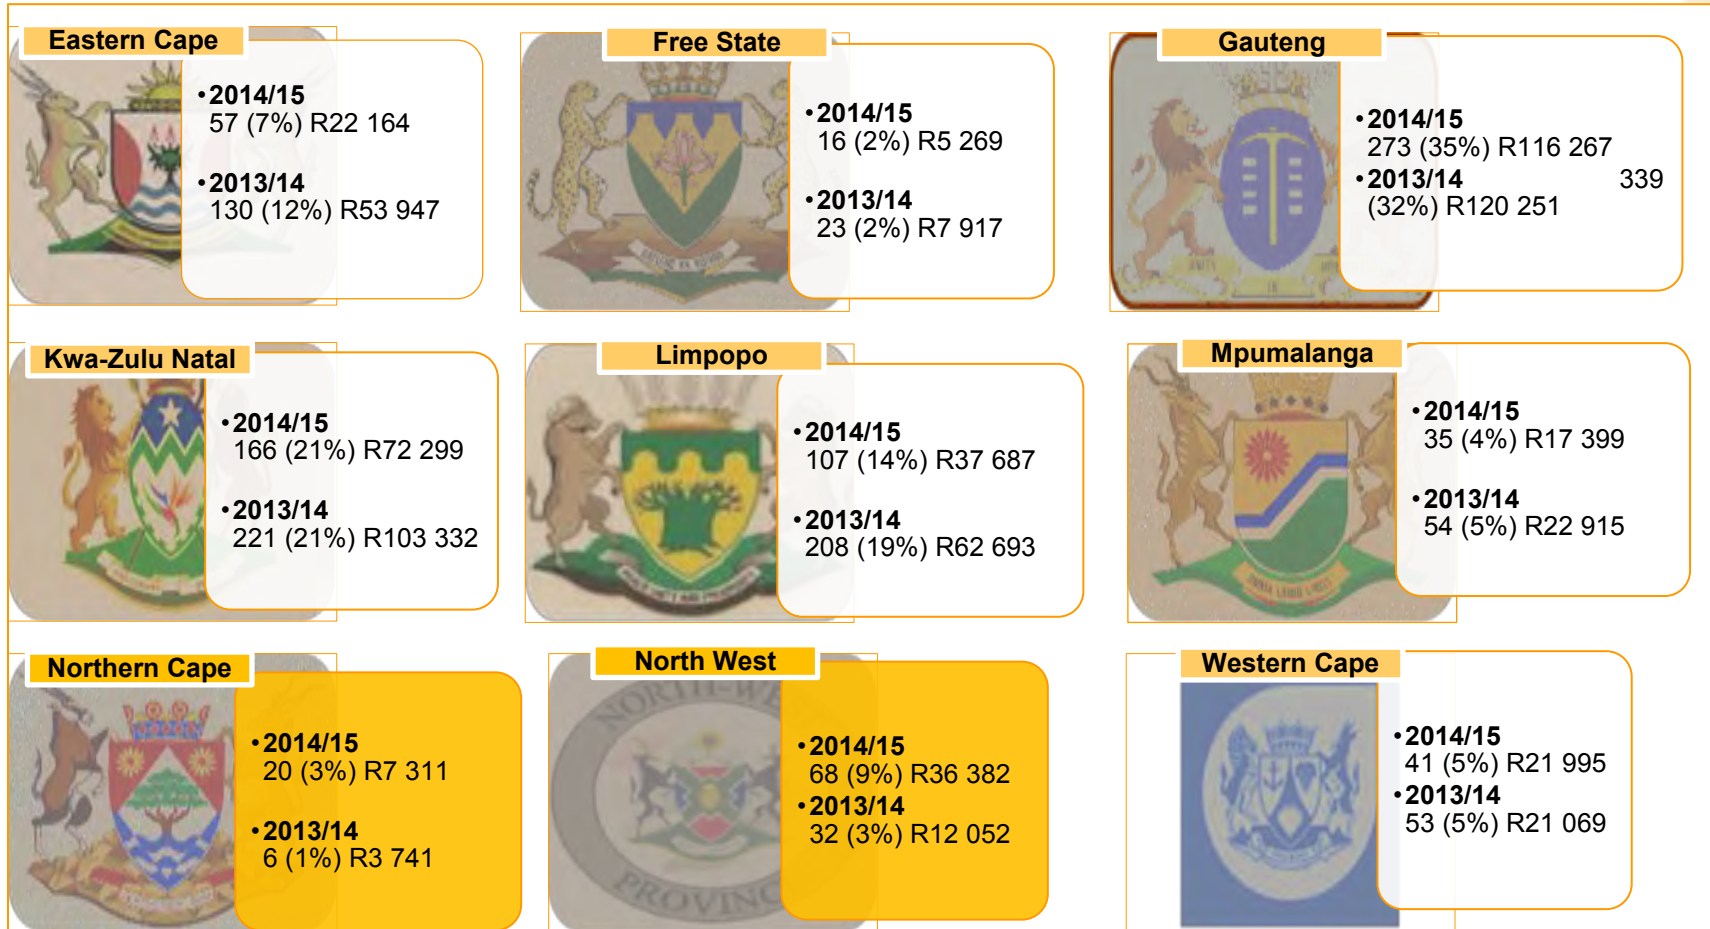 Eastern Cape
•2014/15
57 (7%) R22 164
•2013/14
130 (12%) R53 947
Free State
•2014/15
16 (2%) R5 269
•2013/14
23 (2%) R7 917
Gauteng
•2014/15
273 (35%) R116 267
•2013/14 339
(32%) R120 251
Kwa-Zulu Natal
•2014/15
166 (21%) R72 299
•2013/14
221 (21%) R103 332
Limpopo
•2014/15
107 (14%) R37 687
•2013/14
208 (19%) R62 693
Mpumalanga
•2014/15
35 (4%) R17 399
•2013/14
54 (5%) R22 915
Northern Cape
•2014/15
20 (3%) R7 311
•2013/14
6 (1%) R3 741
North West
NORTH-WEST
PROVINC
•2014/15
68 (9%) R36 382
•2013/14
32 (3%) R12 052
Western Cape
•2014/15
41 (5%) R21 995
•2013/14
53 (5%) R21 069